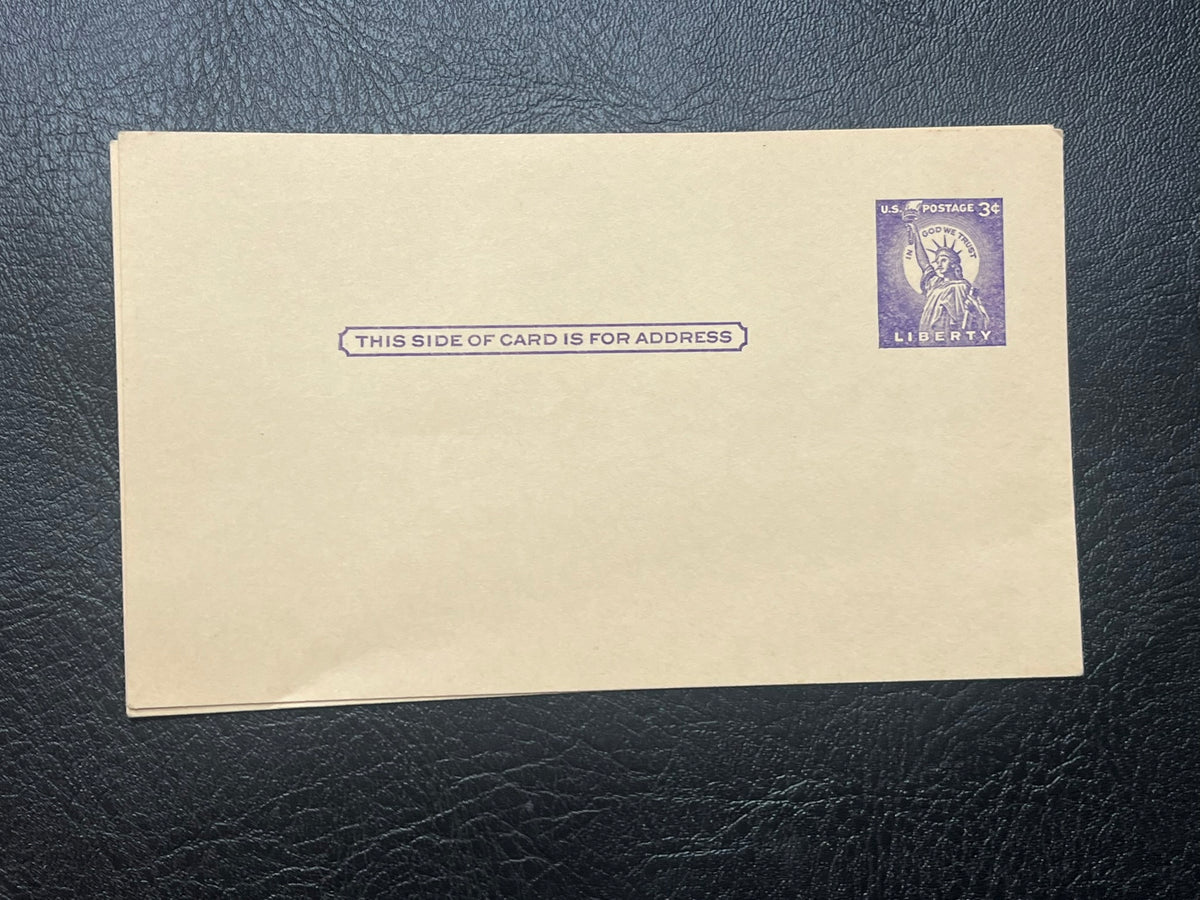 U.S. POSTAGE 3¢
IN GOD WE TRUST
LIBERTY
THIS SIDE OF CARD IS FOR ADDRESS